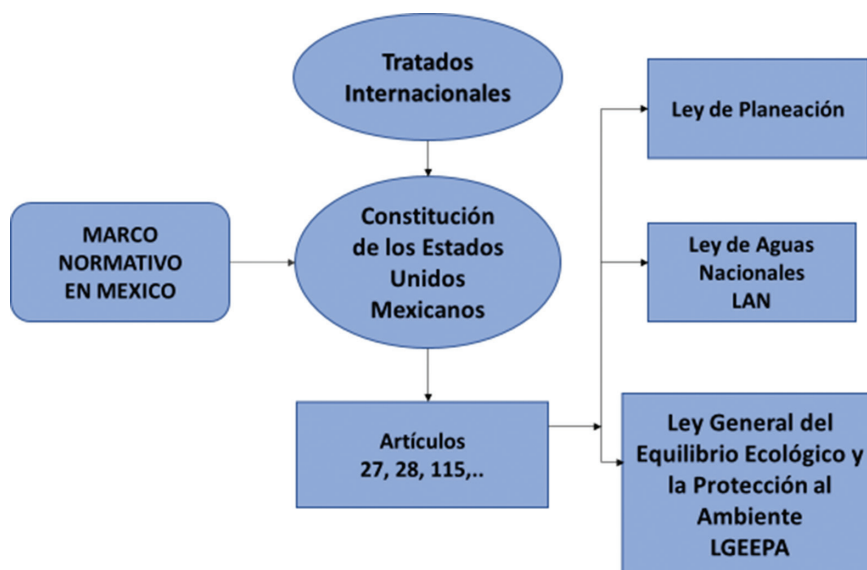 Tratados
Internacionales
MARCO
NORMATIVO
EN MEXICO
Constitución
de los Estados
Unidos
Mexicanos
Artículos
27, 28, 115,..
Ley de Planeación
Ley de Aguas
Nacionales
LAN
Ley General del
Equilibrio Ecológico y
la Protección al
Ambiente
LGEEPA